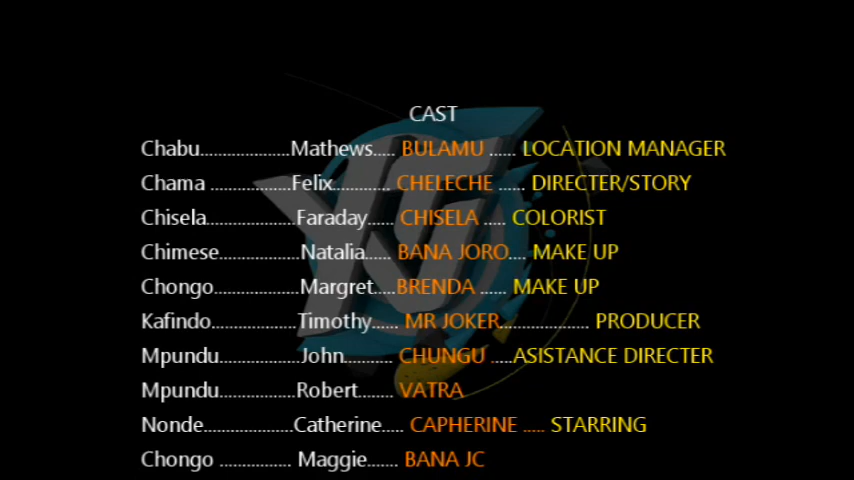 CAST
Chabu.....................Mathews..... BULAMU ...... LOCATION MANAGER
Chama ...................Felix.............. CHELECHE ...... DIRECTER/STORY
Chisela.....................Faraday...... CHISELA ..... COLORIST
Chimese...................Natalia...... BANA JORO.... MAKE UP
Chongo....................Margret.....BRENDA ...... MAKE UP
Kafindo....................Timothy...... MR JOKER..................... PRODUCER
Mpundu...................John........... CHUNGU .....ASISTANCE DIRECTER
Mpundu..................Robert........ VATRA
Nonde.....................Catherine..... CAPHERINE ..... STARRING
Chongo ................. Maggie....... BANA JC
YS